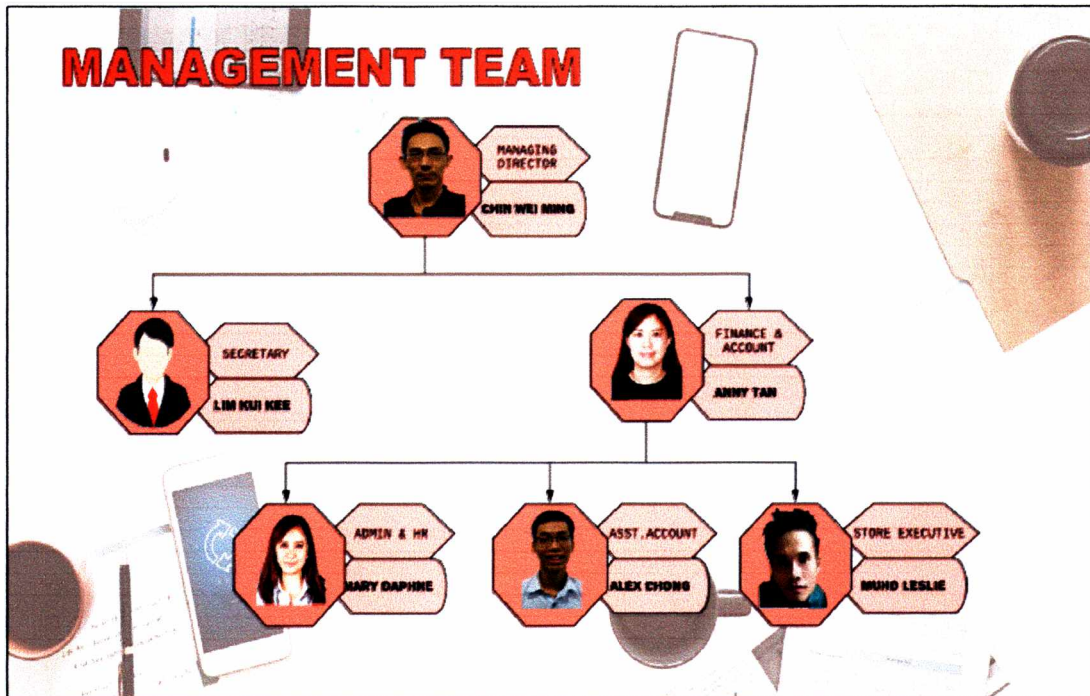 MANAGEMENT TEAM
MANAGING
DIRECTOR
CHIN WEI MING
SECRETARY
LIM KUI KEE
FINANCE &
ACCOUNT
ANNY TAN
ADMIN & HR
MARY DAPHNE
ASST.ACCOUNT
ALEX CHONG
STORE EXECUTIVE
MUHD LESLIE